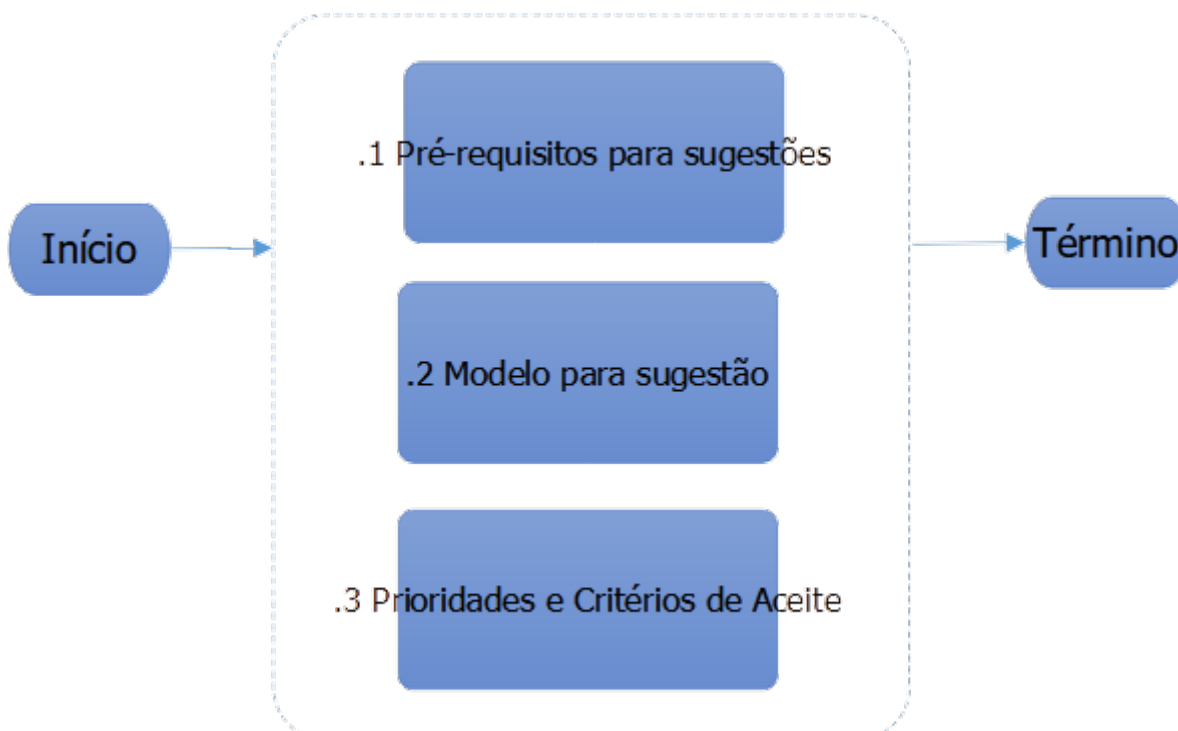 Início
.1 Pré-requisitos para sugestões
.2 Modelo para sugestão
.3 Prioridades e Critérios de Aceite
Término